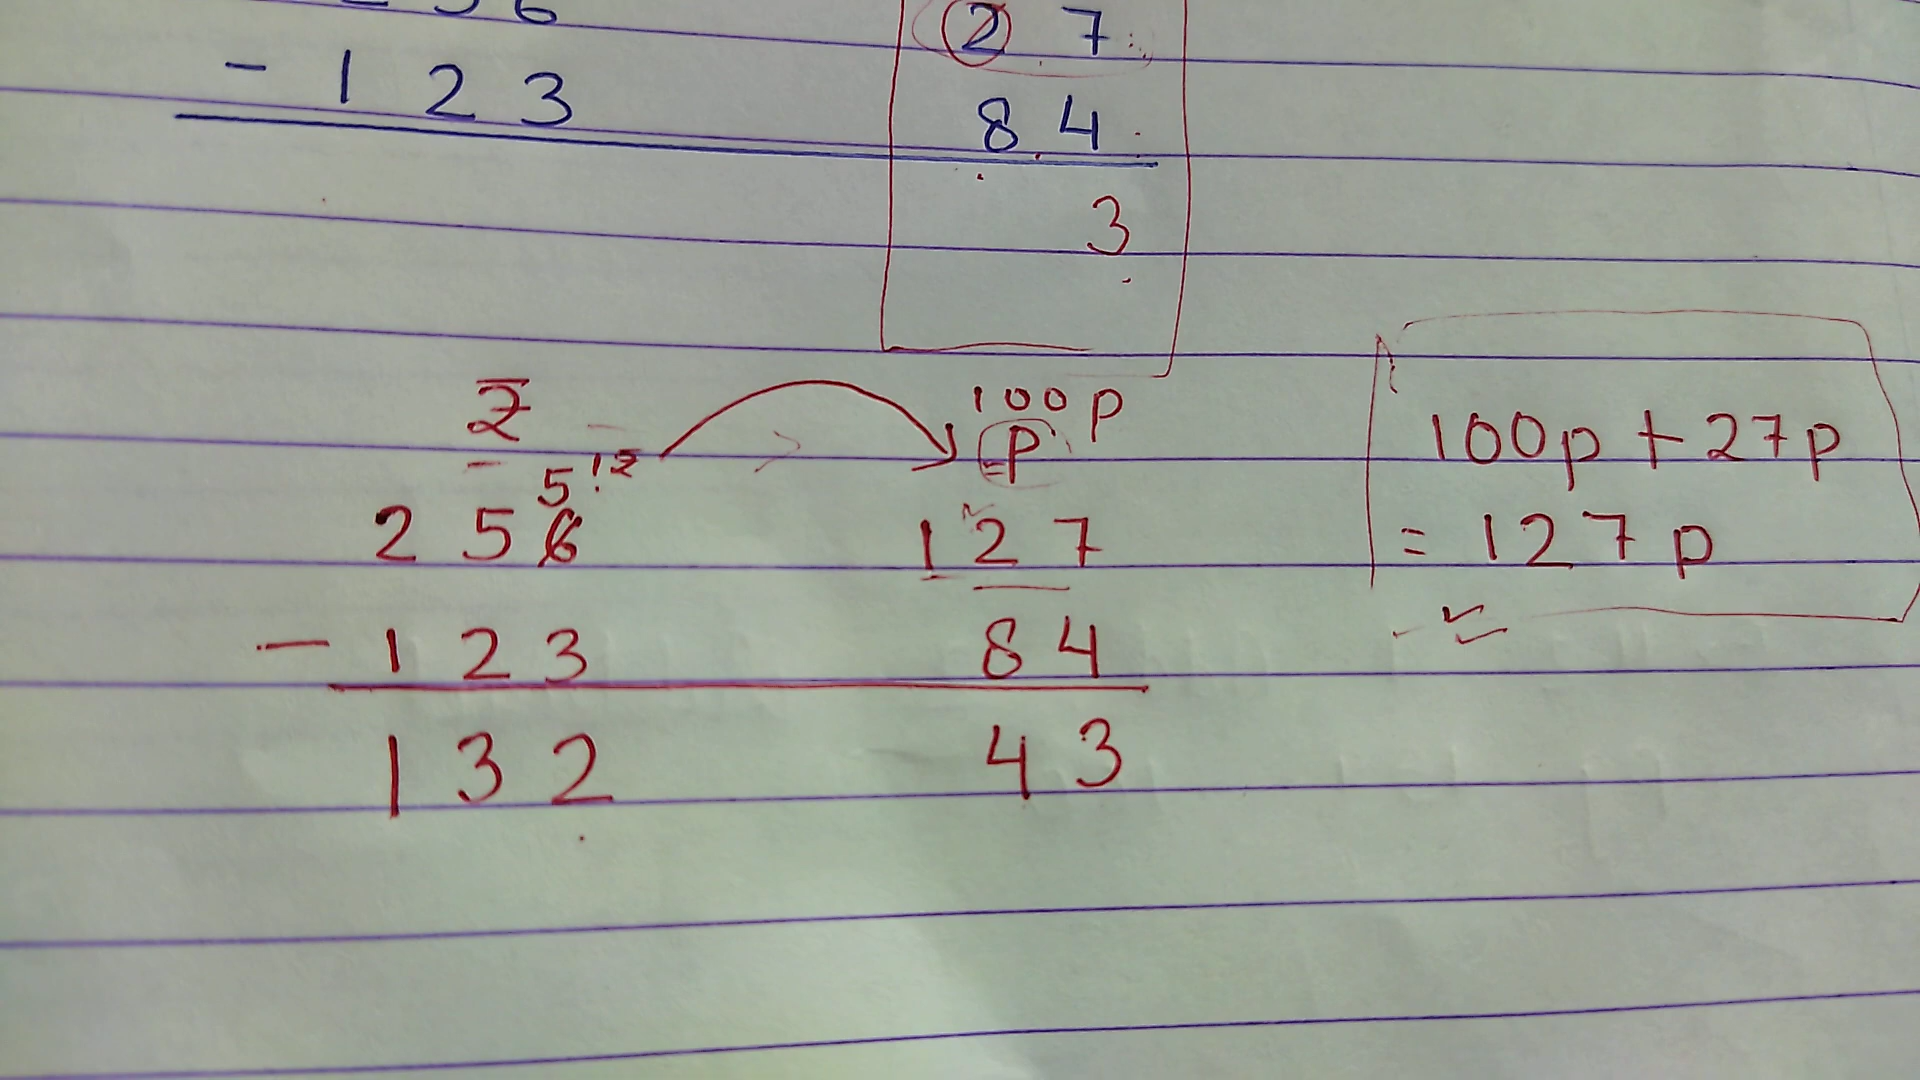 2 7
- 1 2 3 8 4
3
₹ 100 p
5 12 p
2 5 6 1 2 7
- 1 2 3 8 4
1 3 2 4 3
100p + 27p
= 127 p